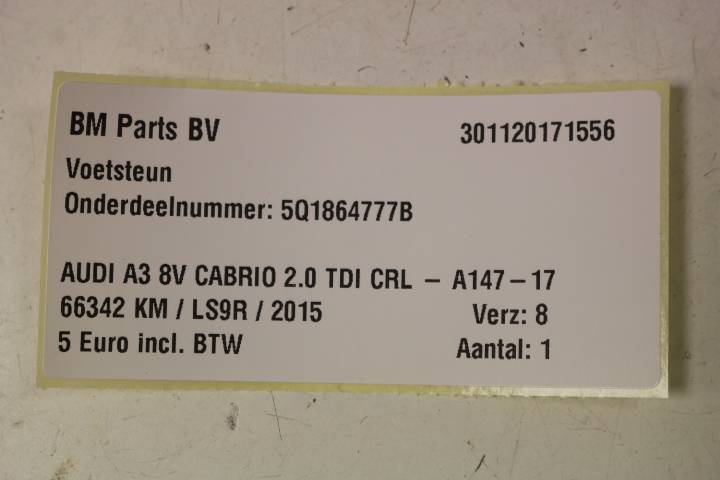 BM Parts BV 301120171556
Voetsteun
Onderdeelnummer: 5Q1864777B
AUDI A3 8V CABRIO 2.0 TDI CRL – A147–17
66342 KM / LS9R / 2015 Verz: 8
5 Euro incl. BTW Aantal: 1